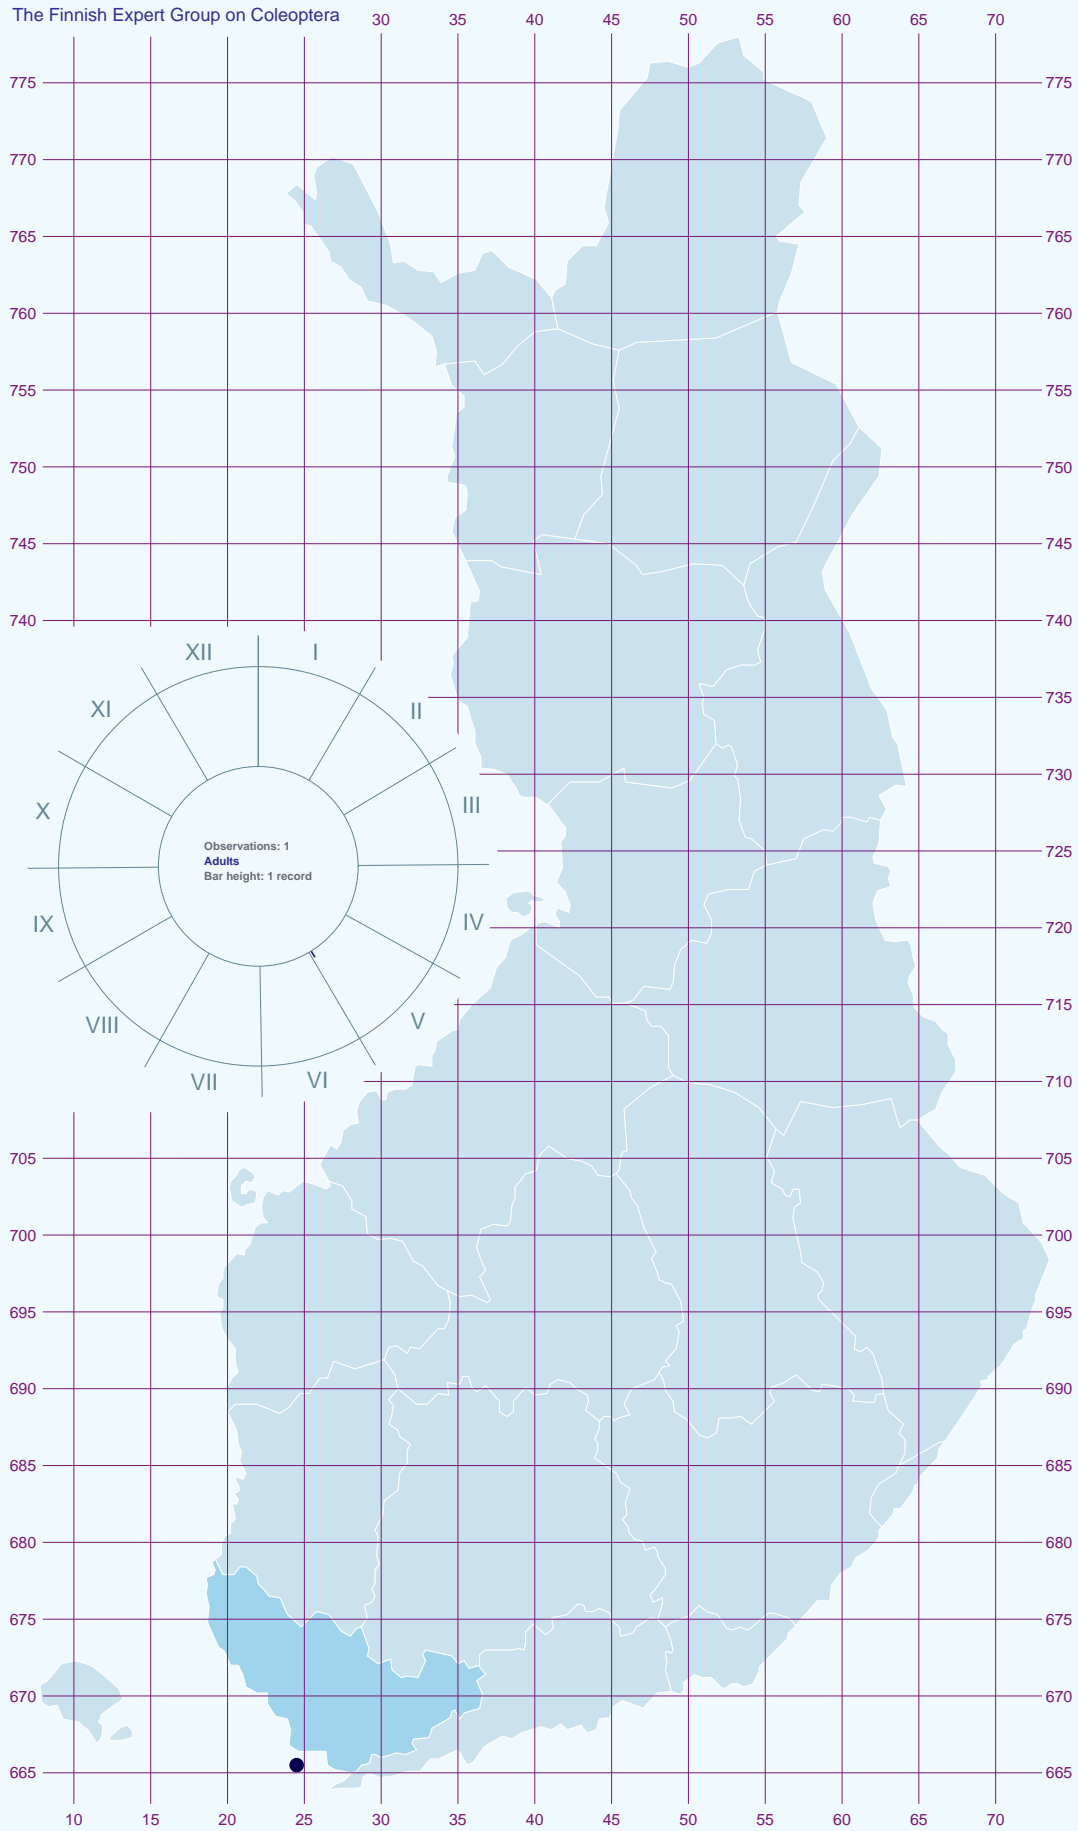 The Finnish Expert Group on Coleoptera
30 45 50 55 60 65 70
775 775
770 770
765 765
760 760
755 755
750 750
745 745
740 740
XII I
XI II
735
730
X III
725
Observations: 1
Adults
Bar height: 1 record
IX IV
720
715
VIII V
VII VI
710
705 705
700 700
695 695
690 690
685 685
680 680
675 675
670 670
665 665
10 15 20 25 30 35 40 45 50 55 60 65 70